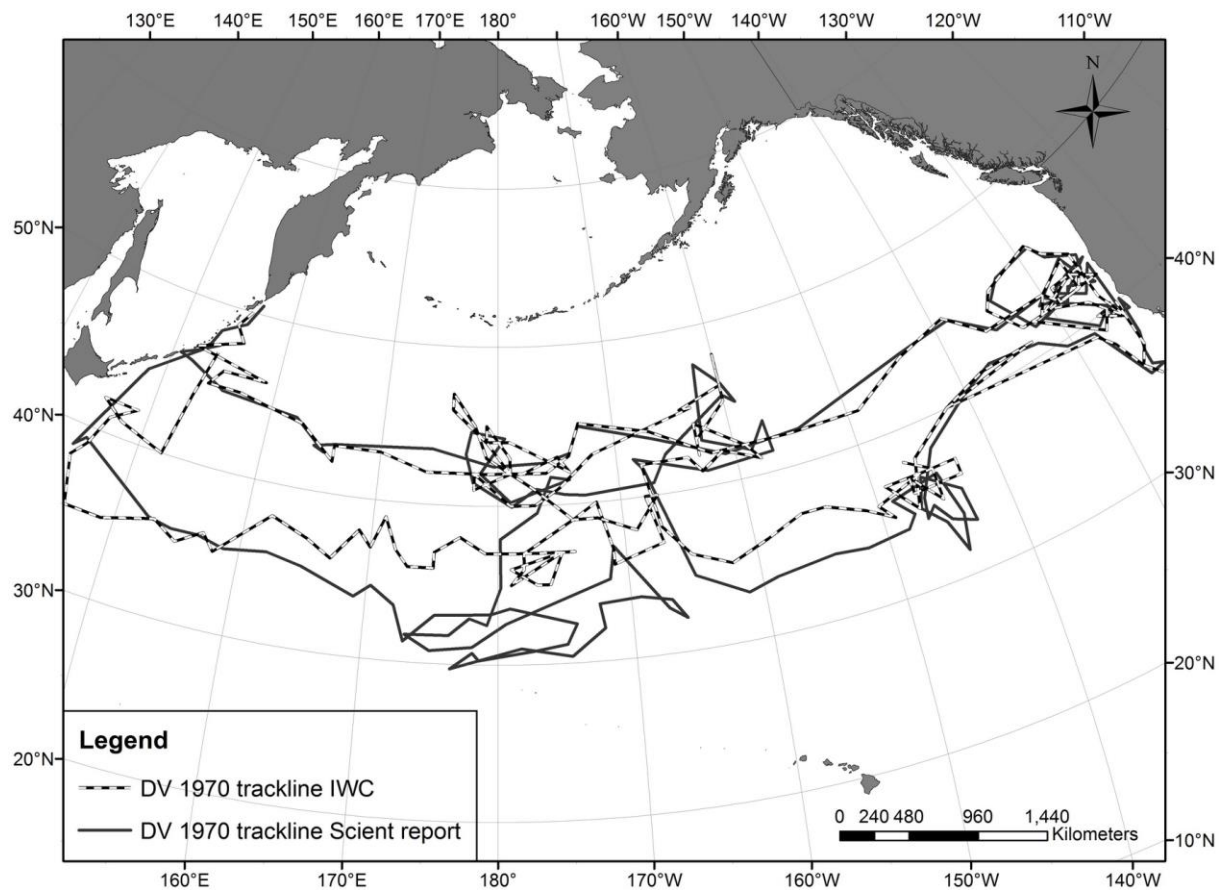 130°E 140°E 150°E 160°E 170°E 180° 160°W 150°W 140°W 130°W 120°W 110°W
N
50°N
40°N
40°N
30°N
30°N
20°N
20°N
10°N
Legend
DV 1970 trackline IWC
DV 1970 trackline Scient report
0 240 480 960 1,440
Kilometers
160°E 170°E 180° 170°W 160°W 150°W 140°W